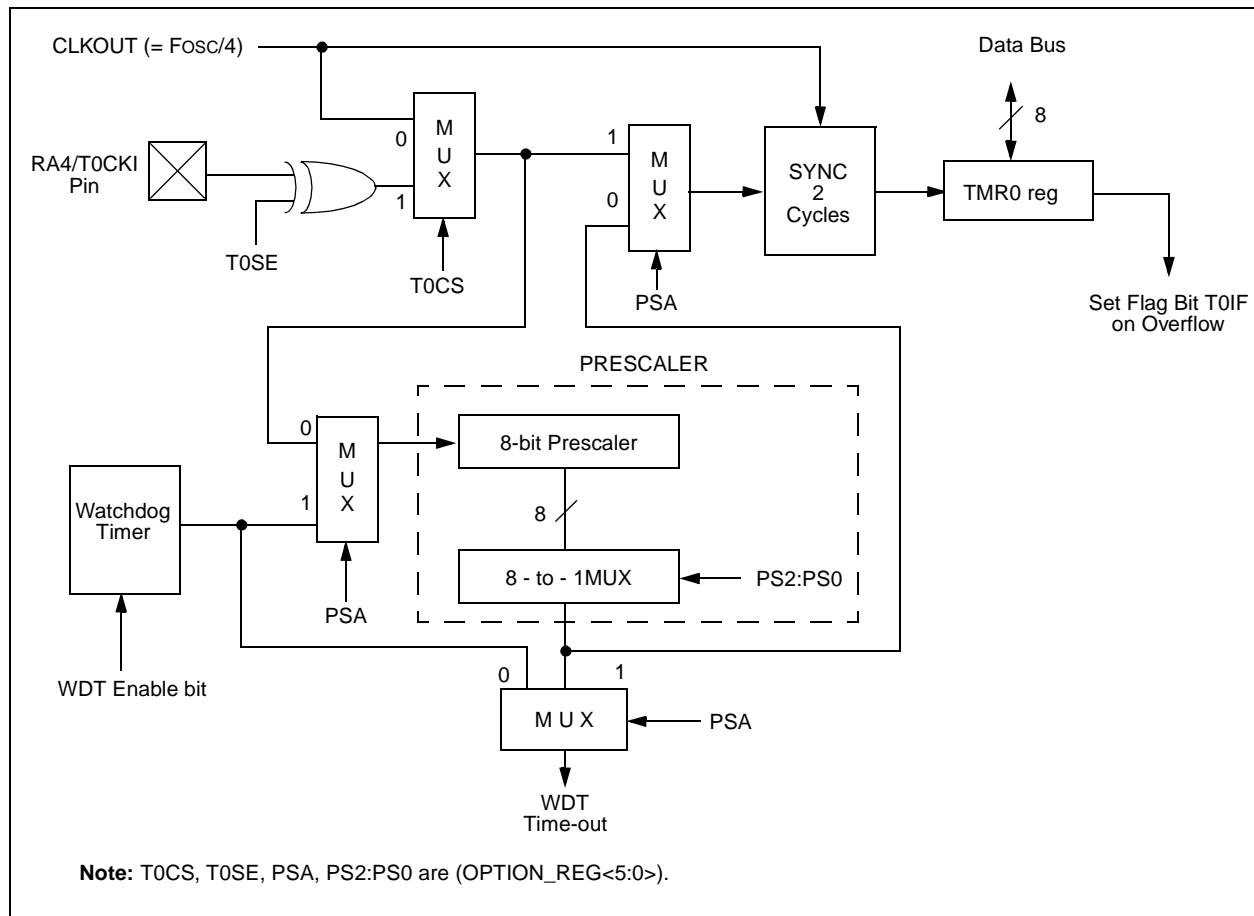 CLKOUT (= FOSC/4)
Data Bus
8
RA4/T0CKI
Pin
T0SE
0
1
M
U
X
T0CS
1
0
M
U
X
PSA
SYNC
2
Cycles
TMR0 reg
Set Flag Bit T0IF
on Overflow
PRESCALER
0
1
M
U
X
PSA
8-bit Prescaler
8
8 - to - 1MUX
PS2:PS0
Watchdog
Timer
WDT Enable bit
0
1
M U X
PSA
WDT
Time-out
Note: T0CS, T0SE, PSA, PS2:PS0 are (OPTION_REG<5:0>).